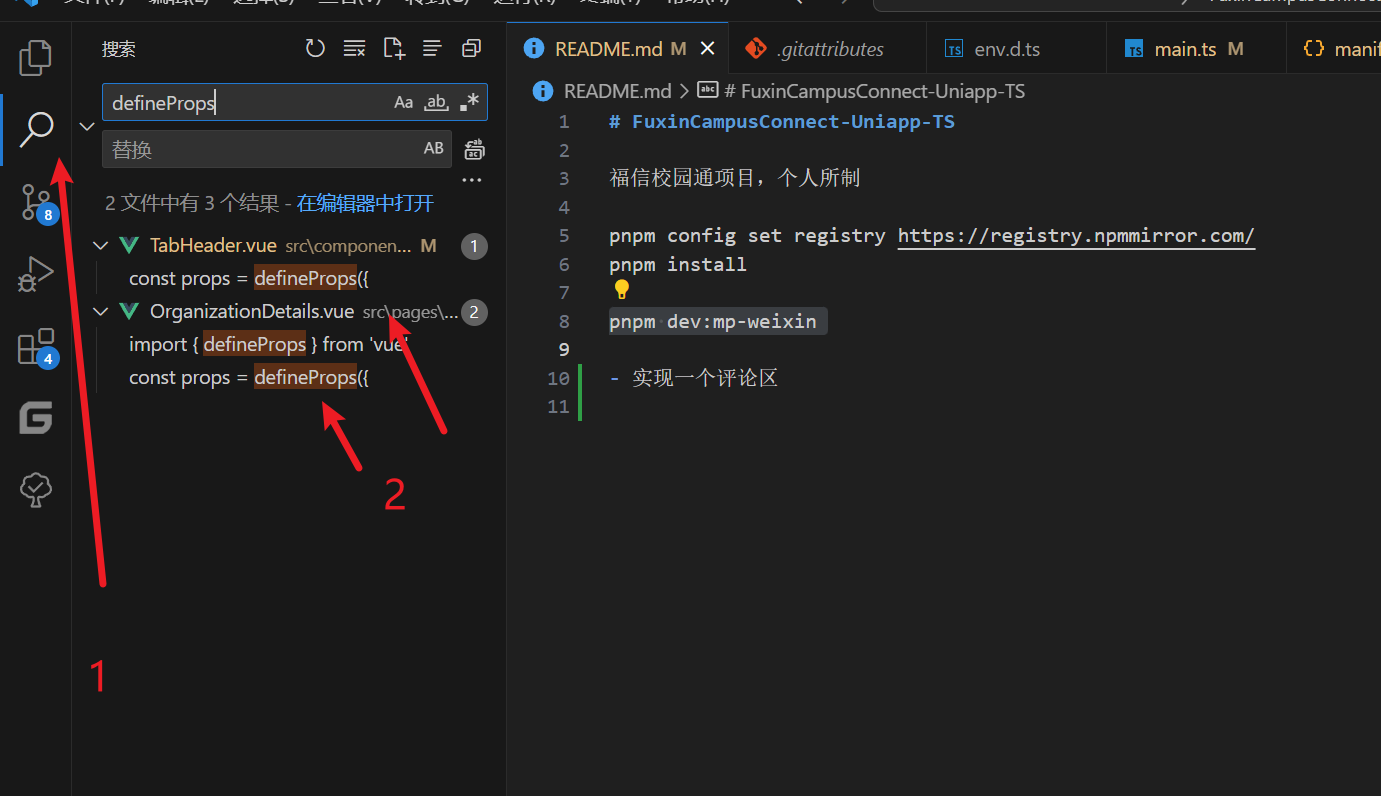 搜索
defineProps
Aa ab .*
替换
AB
2 文件中有 3 个结果 - 在编辑器中打开
TabHeader.vue src\componen... M 1
const props = defineProps({
OrganizationDetails.vue src\pages\... 2
import { defineProps } from 'vue'
const props = defineProps({
8
4
1
2
README.md M
.gitattributes
TS env.d.ts
TS main.ts M
README.md > abc # FuxinCampusConnect-Uniapp-TS
1 # FuxinCampusConnect-Uniapp-TS
2
3 福信校园通项目，个人所制
4
5 pnpm config set registry https://registry.npmmirror.com/
6 pnpm install
7
8 pnpm dev:mp-weixin
9
10 - 实现一个评论区
11